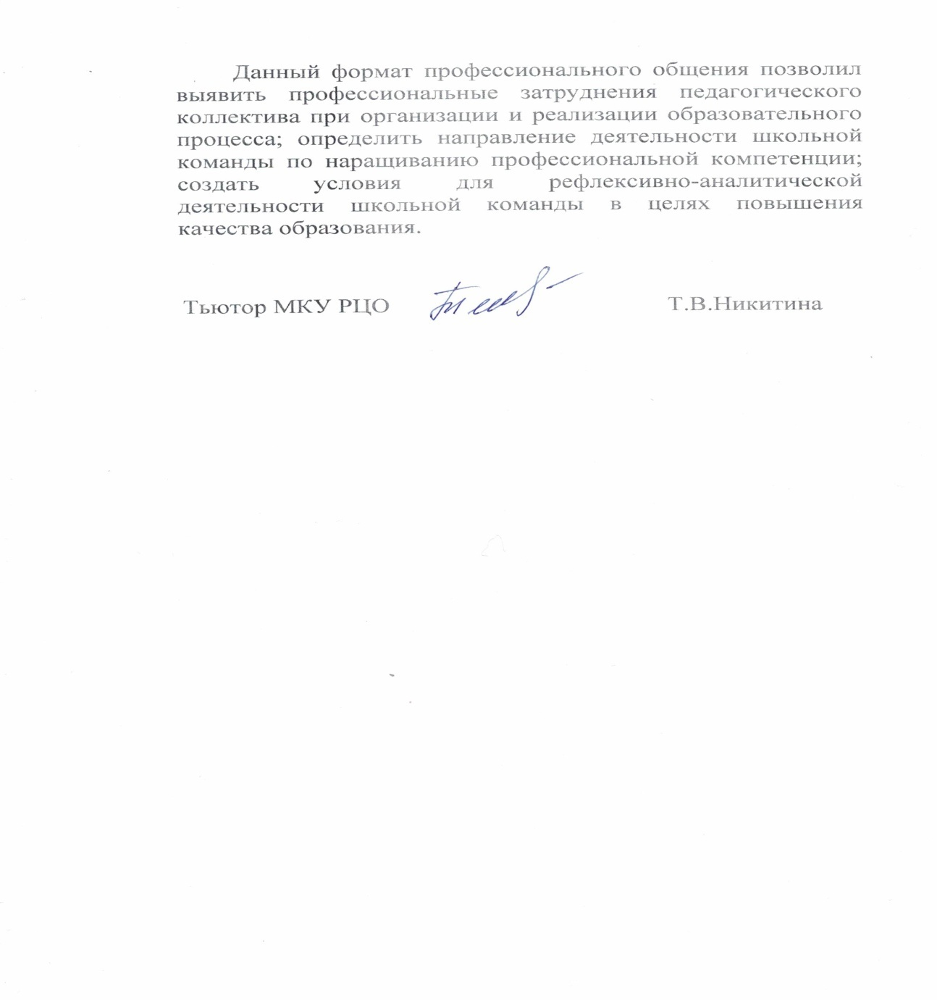 Данный формат профессионального общения позволил
выявить профессиональные затруднения педагогического
коллектива при организации и реализации образовательного
процесса; определить направление деятельности школьной
команды по наращиванию профессиональной компетенции;
создать условия для рефлексивно-аналитической
деятельности школьной команды в целях повышения
качества образования.
Тьютор МКУ РЦО Т.В.Никитина